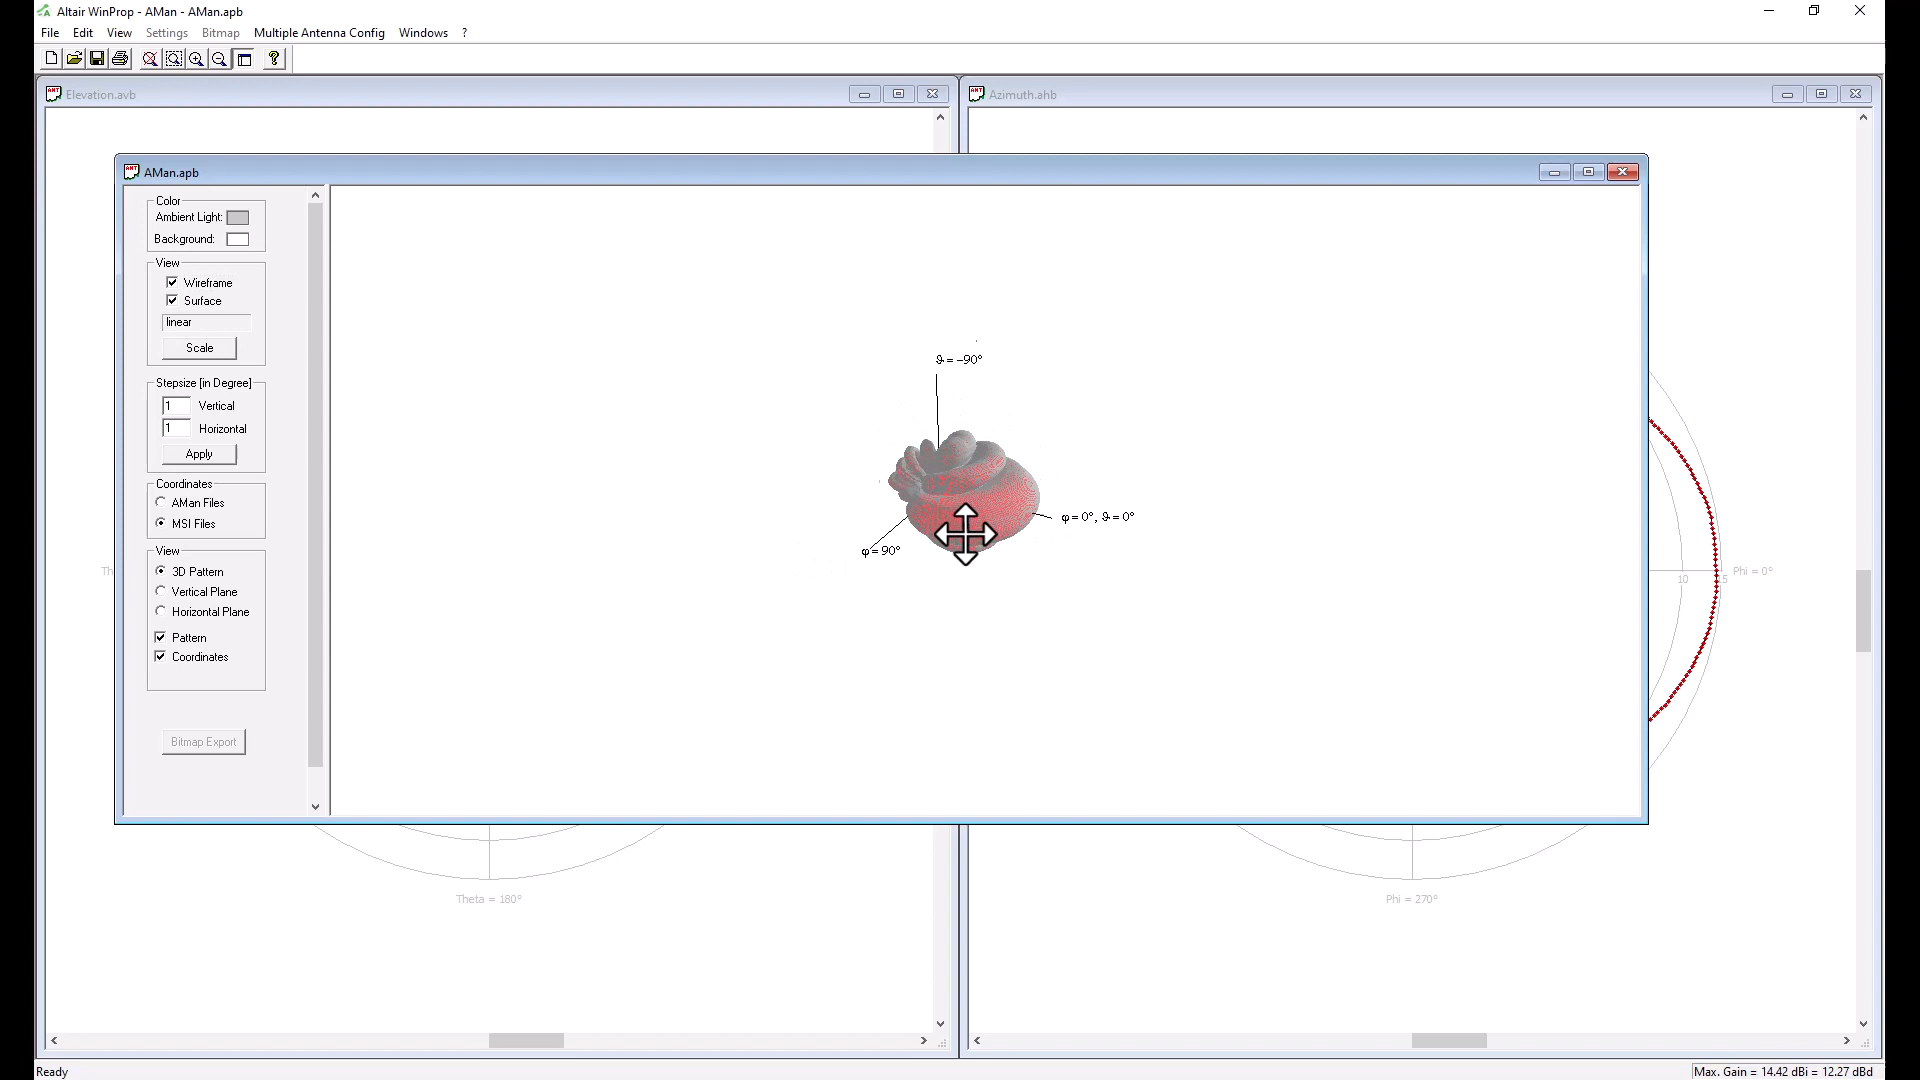 Altair WinProp - AMan - AMan.apb
File Edit View Settings Bitmap Multiple Antenna Config Windows ?
Elevation.avb
Azimuth.ahb
AMan.apb
Color
Ambient Light:
Background:
View
Wireframe
Surface
linear
Scale
Stepsize [in Degree]
1 Vertical
1 Horizontal
Apply
Coordinates
AMan Files
MSI Files
View
3D Pattern
Vertical Plane
Horizontal Plane
Pattern
Coordinates
Bitmap Export
ϑ = –90°
φ = 0°, ϑ = 0°
φ = 90°
Th
10 5 Phi = 0°
Theta = 180°
Phi = 270°
Ready
Max. Gain = 14.42 dBi = 12.27 dBd